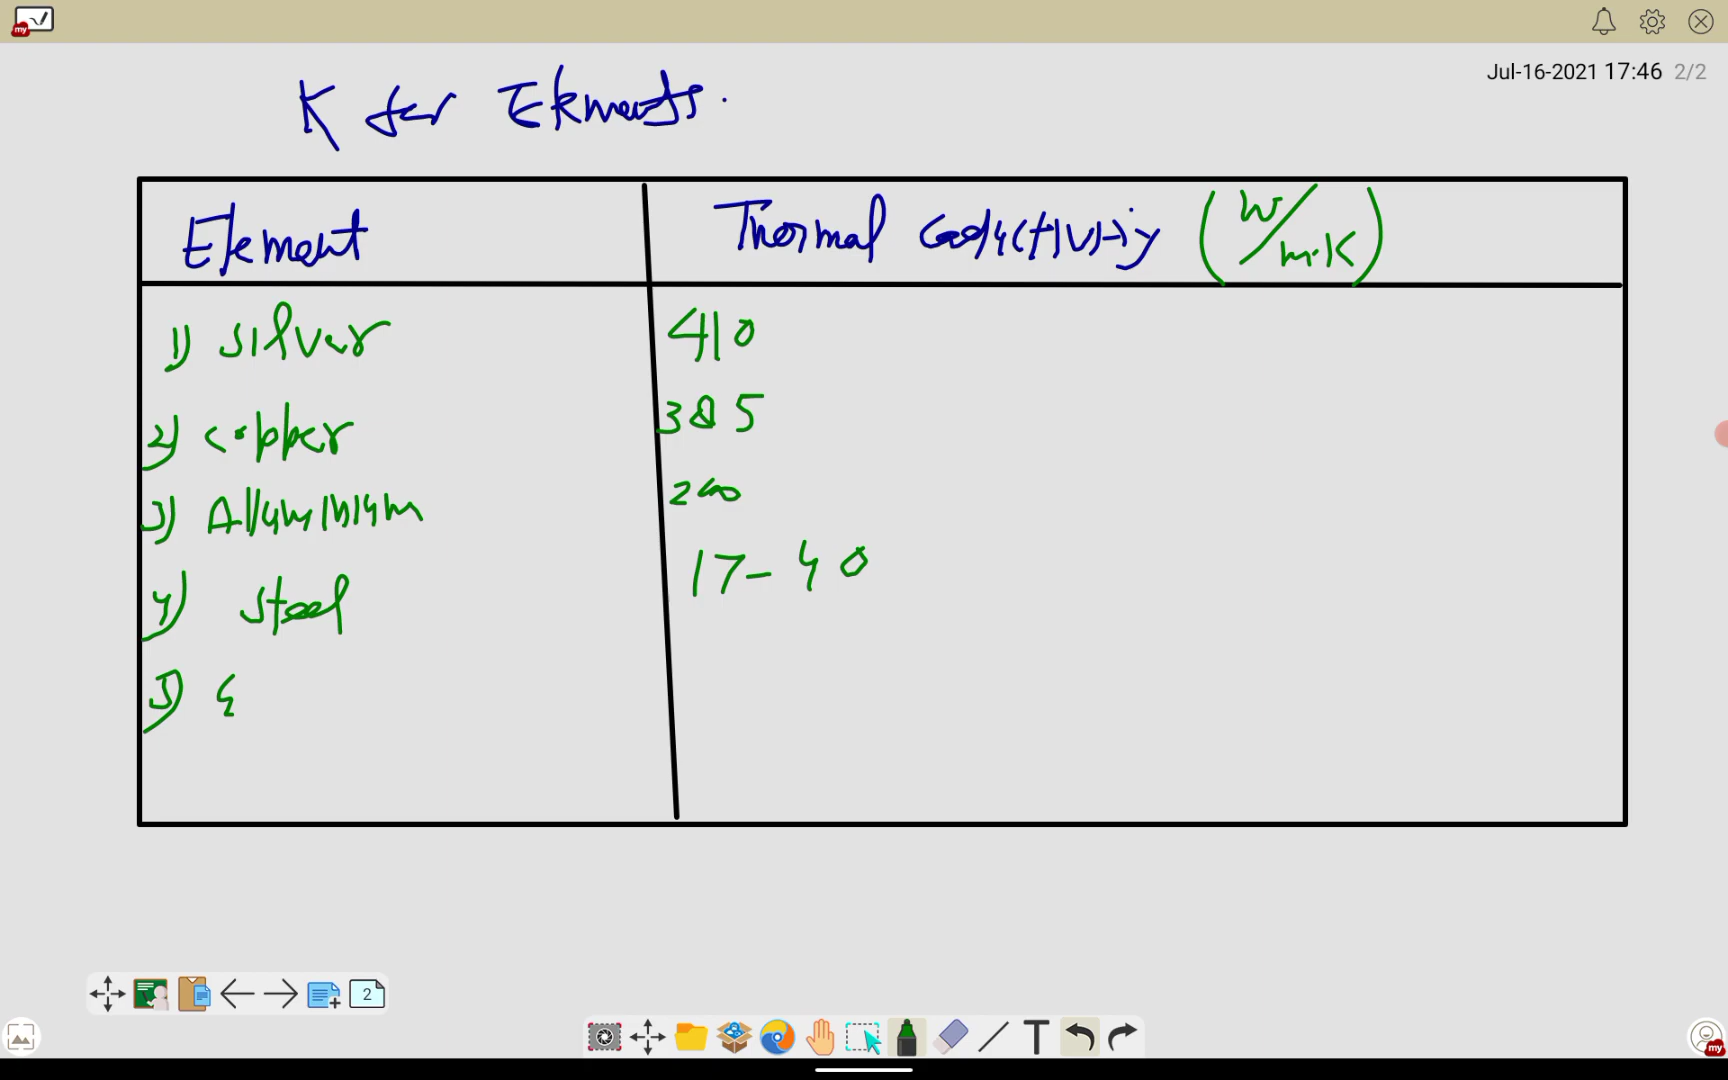 Jul-16-2021 17:46 2/2
K for Elements.
Element Thermal Conductivity (W/m.K)
1) Silver 410
2) copper 385
3) Alluminium 200
4) steel 17-40
5)
2